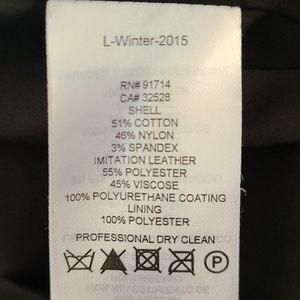 L-Winter-2015
RN# 91714
CA# 32528
SHELL
51% COTTON
46% NYLON
3% SPANDEX
IMITATION LEATHER
55% POLYESTER
45% VISCOSE
100% POLYURETHANE COATING
LINING
100% POLYESTER
PROFESSIONAL DRY CLEAN
P